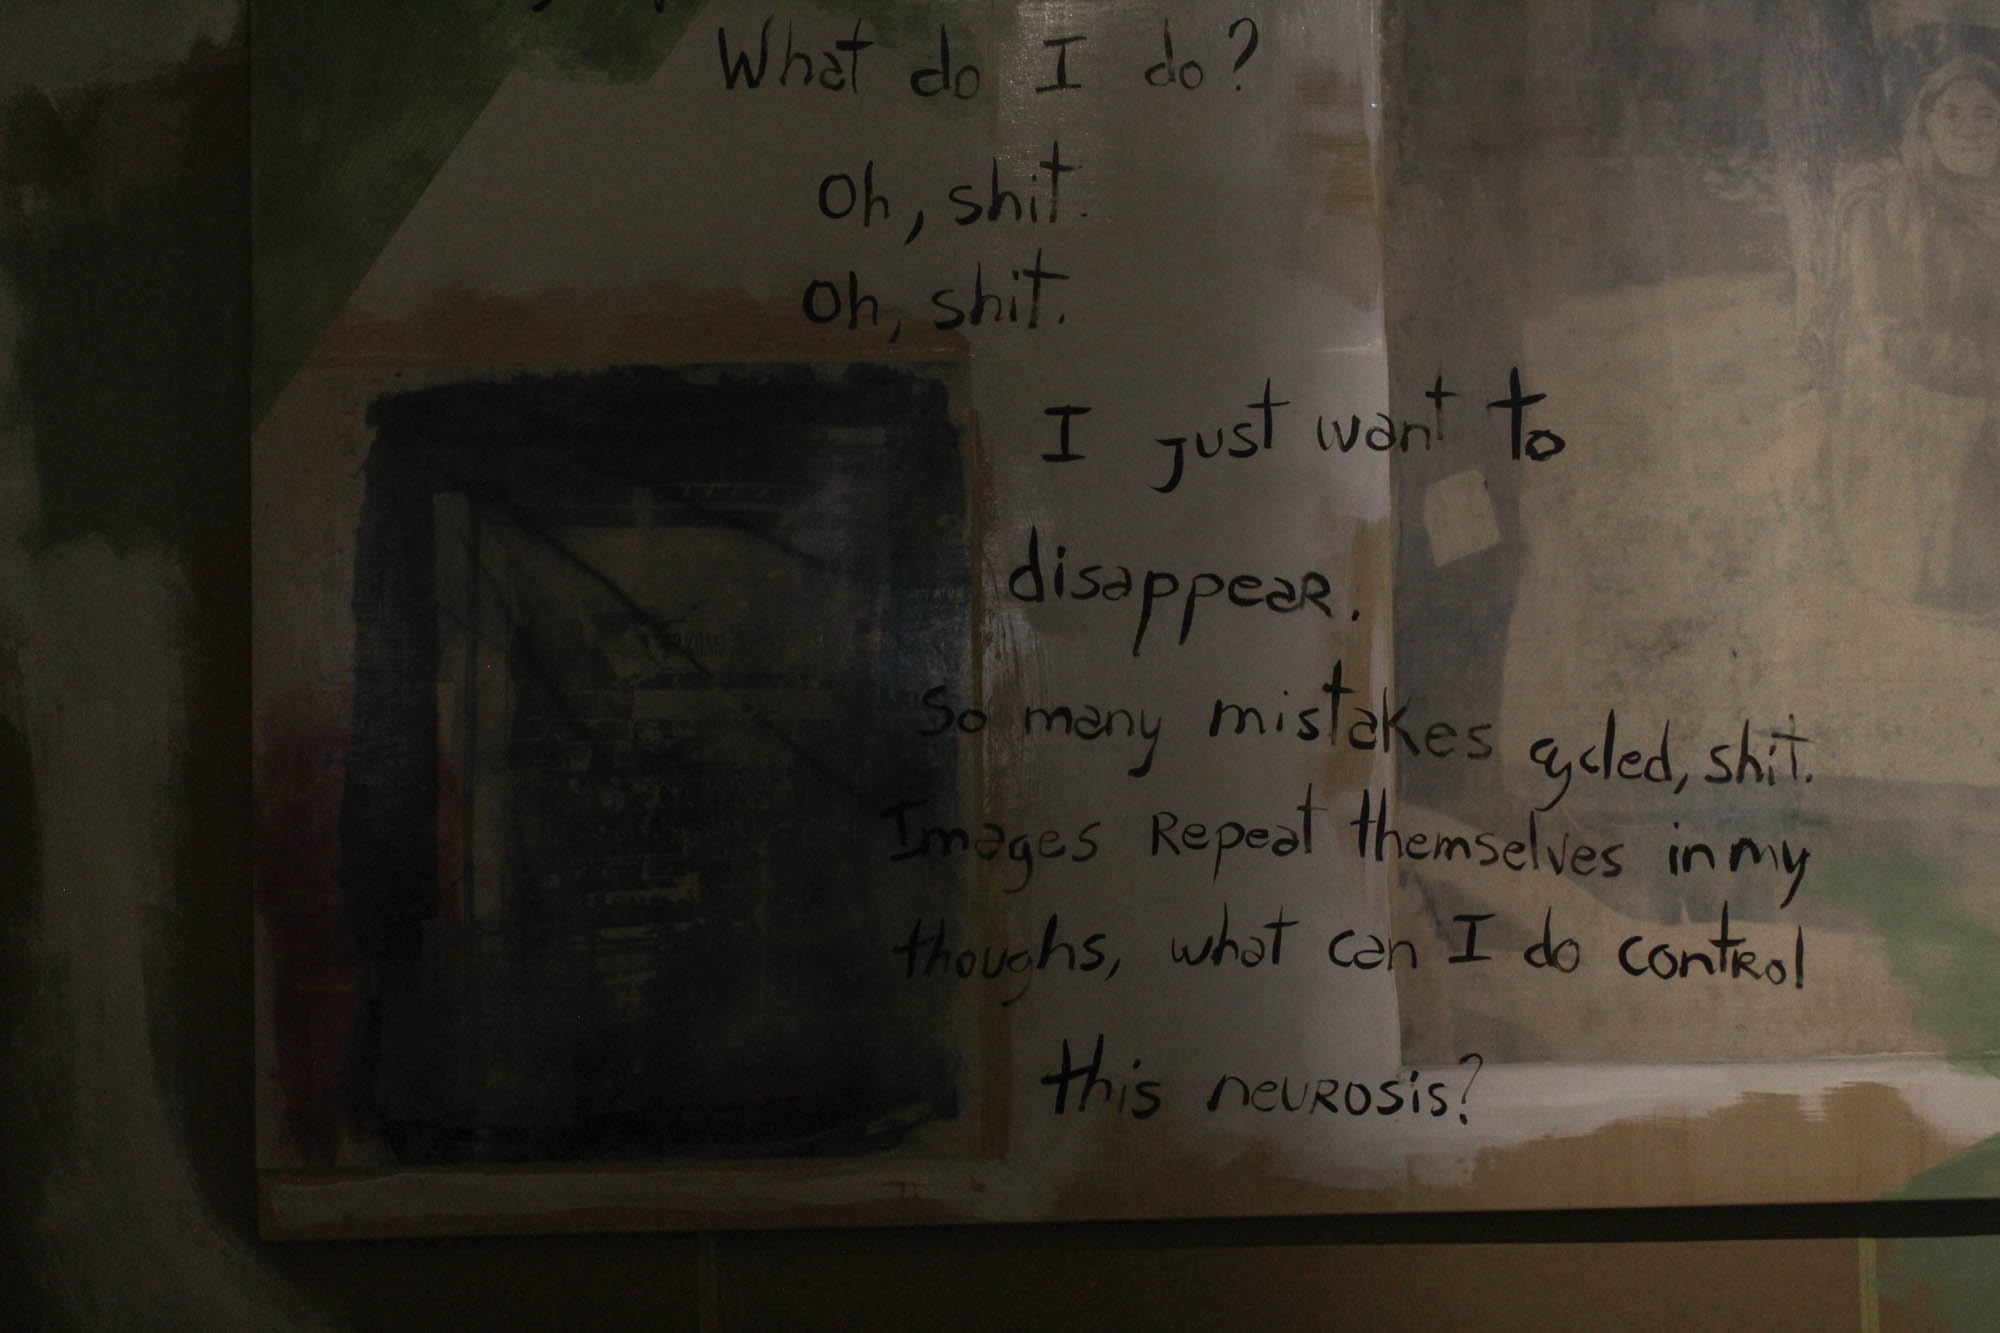 What do I do?
Oh, shit.
Oh, shit.
I just want to
disappear.
So many mistakes cycled, shit.
Images Repeat themselves in my
thoughs, what can I do control
this neurosis?